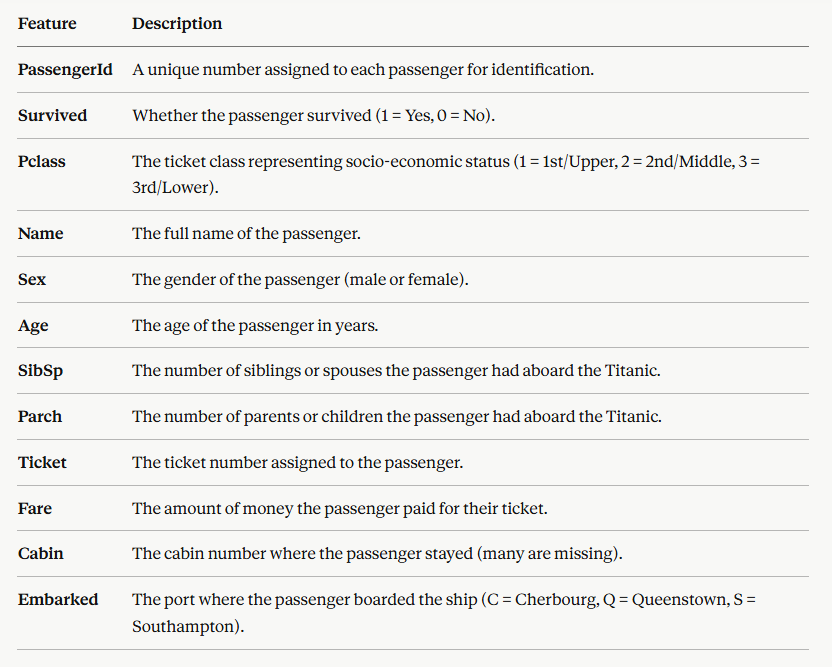 Feature Description
PassengerId A unique number assigned to each passenger for identification.
Survived Whether the passenger survived (1 = Yes, 0 = No).
Pclass The ticket class representing socio-economic status (1 = 1st/Upper, 2 = 2nd/Middle, 3 =
3rd/Lower).
Name The full name of the passenger.
Sex The gender of the passenger (male or female).
Age The age of the passenger in years.
SibSp The number of siblings or spouses the passenger had aboard the Titanic.
Parch The number of parents or children the passenger had aboard the Titanic.
Ticket The ticket number assigned to the passenger.
Fare The amount of money the passenger paid for their ticket.
Cabin The cabin number where the passenger stayed (many are missing).
Embarked The port where the passenger boarded the ship (C = Cherbourg, Q = Queenstown, S =
Southampton).